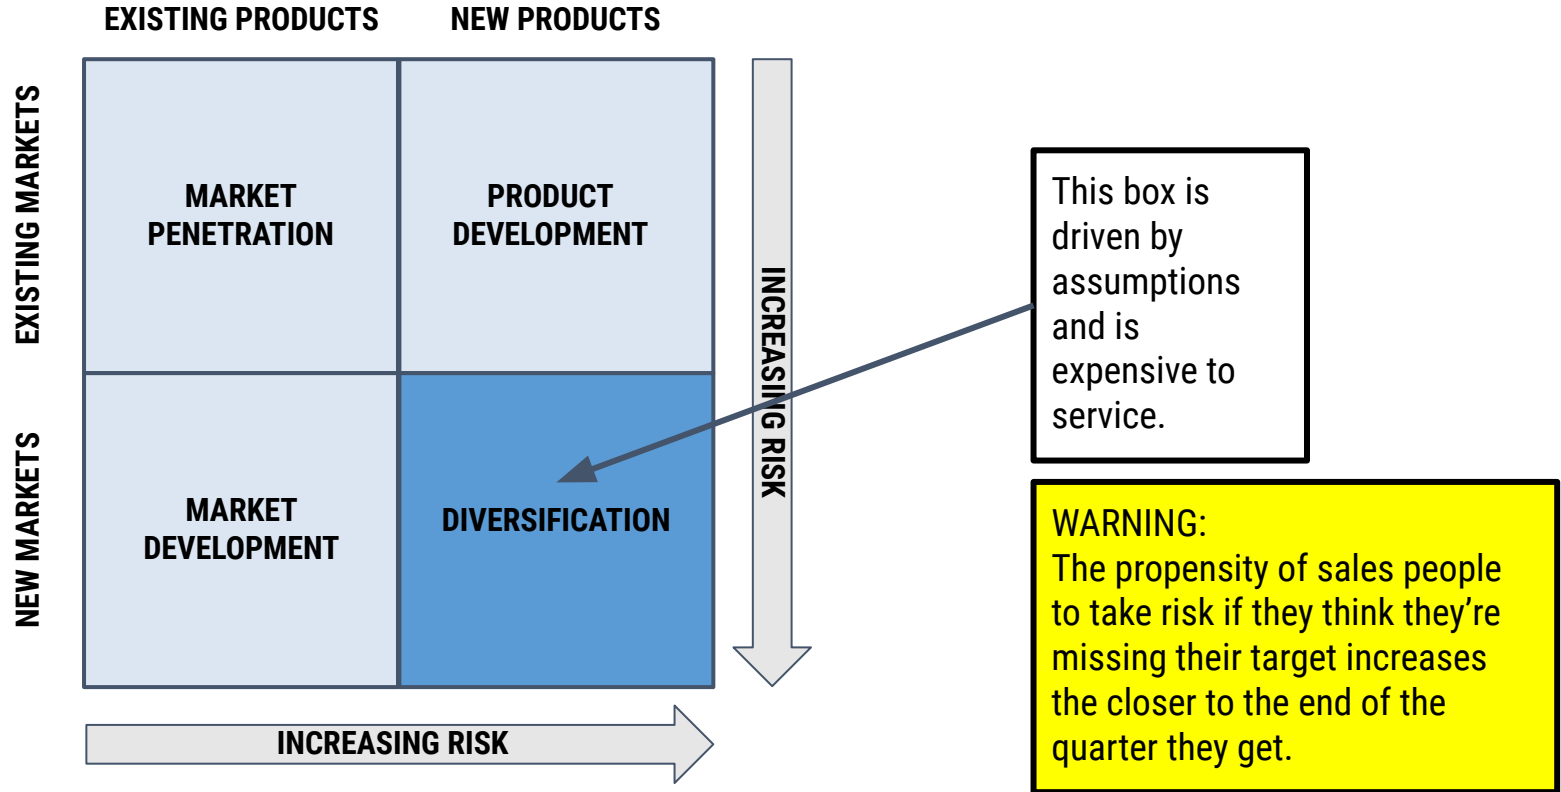 EXISTING PRODUCTS
NEW PRODUCTS
EXISTING MARKETS
MARKET
PENETRATION
PRODUCT
DEVELOPMENT
NEW MARKETS
MARKET
DEVELOPMENT
DIVERSIFICATION
INCREASING RISK
INCREASING RISK
This box is
driven by
assumptions
and is
expensive to
service.
WARNING:
The propensity of sales people
to take risk if they think they’re
missing their target increases
the closer to the end of the
quarter they get.